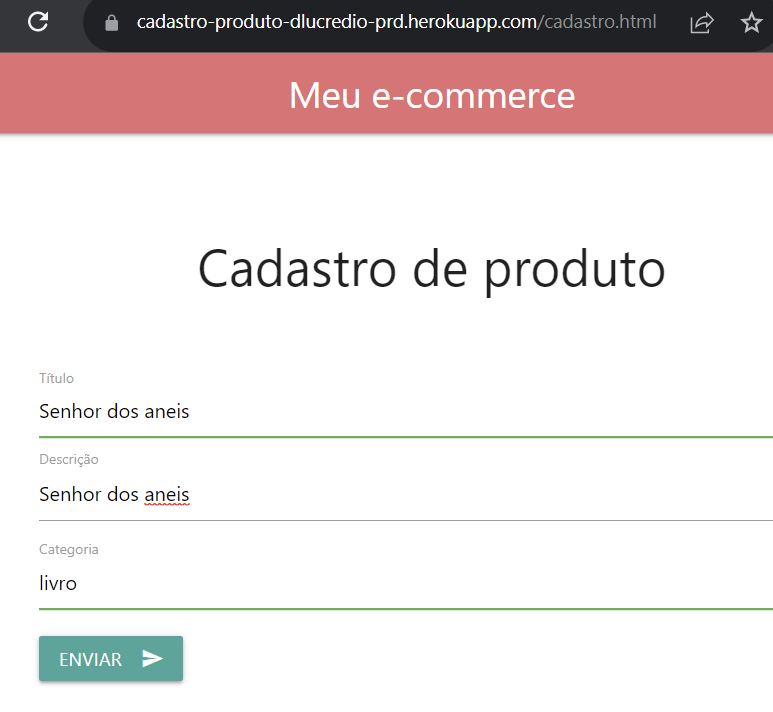 cadastro-produto-dlucredio-prd.herokuapp.com/cadastro.html
Meu e-commerce
Cadastro de produto
Título
Senhor dos aneis
Descrição
Senhor dos aneis
Categoria
livro
ENVIAR